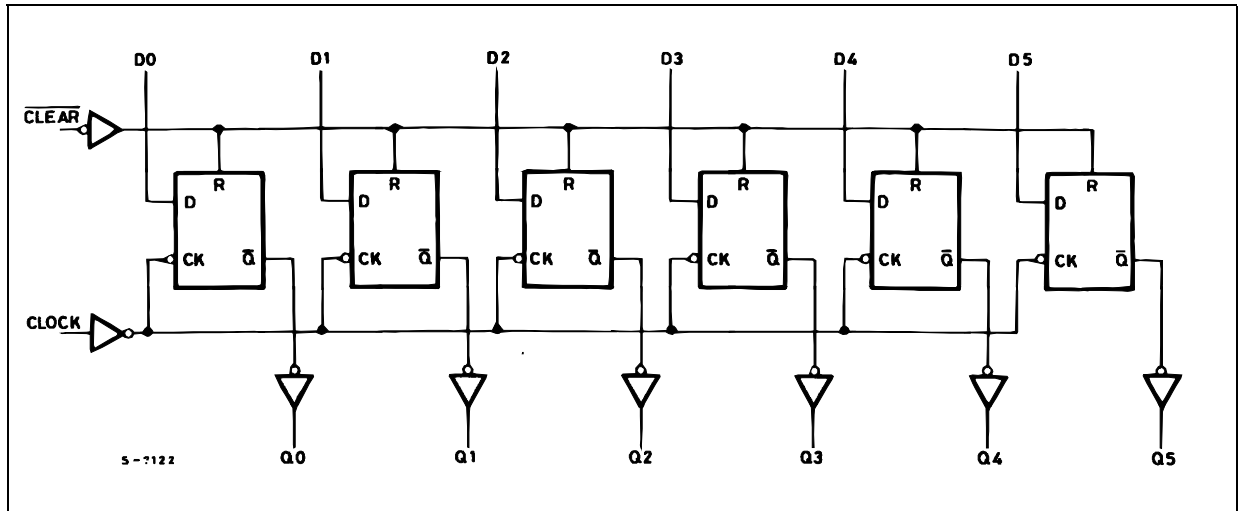 D0 D1 D2 D3 D4 D5
C̅L̅E̅A̅R̅
R R R R R R
D D D D D D
CK Q̅ CK Q̅ CK Q̅ CK Q̅ CK Q̅ CK Q̅
CLOCK
Q0 Q1 Q2 Q3 Q4 Q5